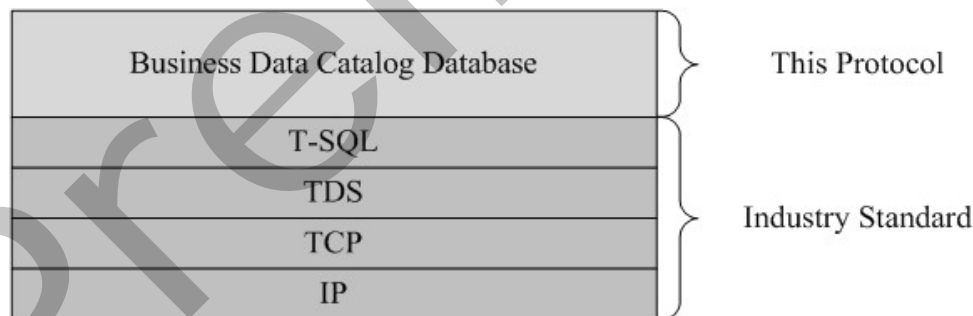 Business Data Catalog Database
This Protocol
T-SQL
TDS
TCP
IP
Industry Standard